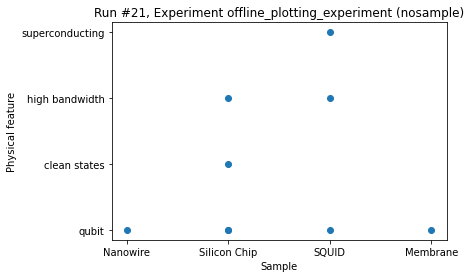 Run #21, Experiment offline_plotting_experiment (nosample)
superconducting
high bandwidth
clean states
qubit
Physical feature
Nanowire
Silicon Chip
SQUID
Membrane
Sample